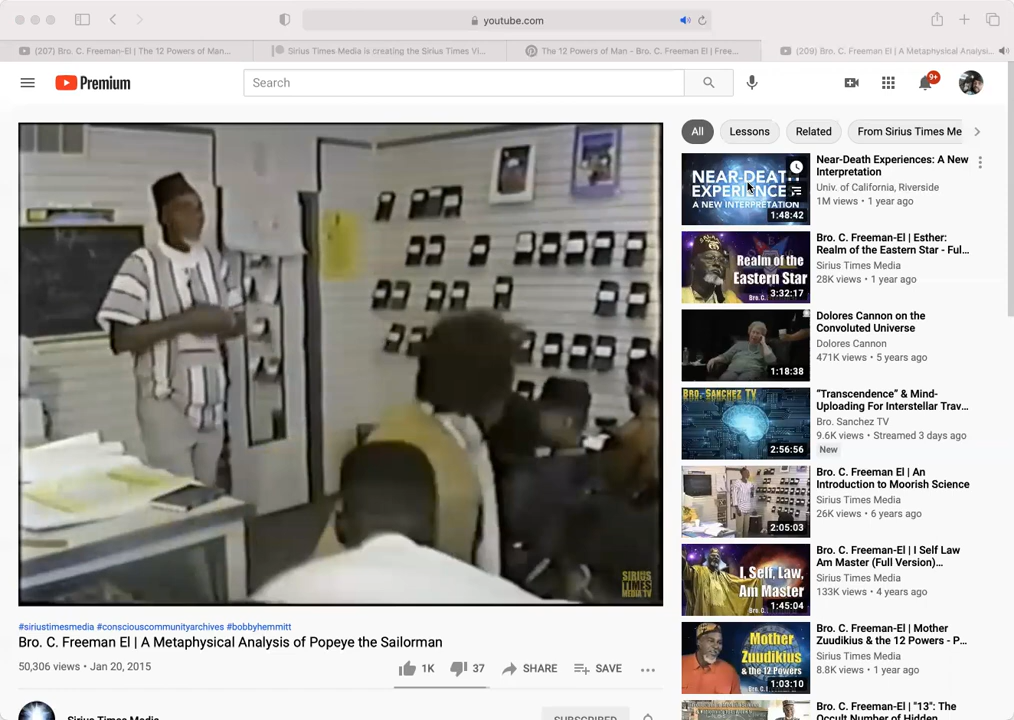 youtube.com
(207) Bro. C. Freeman-El | The 12 Powers of Man...
Sirius Times Media is creating the Sirius Times Vi...
The 12 Powers of Man - Bro. C. Freeman El | Free...
(209) Bro. C. Freeman El | A Metaphysical Analysi...
Premium
Search
9+
All
Lessons
Related
From Sirius Times Me
NEAR-DEATH
EXPERIENCES
A NEW INTERPRETATION
1:48:42
Near-Death Experiences: A New
Interpretation
Univ. of California, Riverside
1M views • 1 year ago
Realm of the
Eastern Star
Bro. C.
3:32:17
Bro. C. Freeman-El | Esther:
Realm of the Eastern Star - Ful...
Sirius Times Media
28K views • 1 year ago
1:18:38
Dolores Cannon on the
Convoluted Universe
Dolores Cannon
471K views • 5 years ago
BRO. SANCHEZ TV
2:56:56
“Transcendence” & Mind-
Uploading For Interstellar Trav...
Bro. Sanchez TV
9.6K views • Streamed 3 days ago
New
2:05:03
Bro. C. Freeman El | An
Introduction to Moorish Science
Sirius Times Media
26K views • 6 years ago
I, Self, Law,
Am Master
1:45:04
Bro. C. Freeman-El | I Self Law
Am Master (Full Version)...
Sirius Times Media
133K views • 4 years ago
Mother
Zuudikius
& the 12 Powers
1:03:10
Bro. C. Freeman-El | Mother
Zuudikius & the 12 Powers - P...
Sirius Times Media
8.8K views • 1 year ago
Bro. C. Freeman-El | "13": The
Occult Number of Hidden
SIRIUS
TIMES
MEDIA TV
#siriustimesmedia #consciouscommunityarchives #bobbyhemmitt
Bro. C. Freeman El | A Metaphysical Analysis of Popeye the Sailorman
50,306 views • Jan 20, 2015
1K
37
SHARE
SAVE
Sirius Times Media
SUBSCRIBED